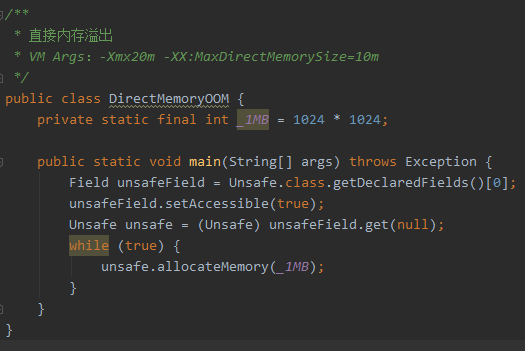 /**
 * 直接内存溢出
 * VM Args：-Xmx20m -XX:MaxDirectMemorySize=10m
 */
public class DirectMemoryOOM {
    private static final int _1MB = 1024 * 1024;

    public static void main(String[] args) throws Exception {
        Field unsafeField = Unsafe.class.getDeclaredFields()[0];
        unsafeField.setAccessible(true);
        Unsafe unsafe = (Unsafe) unsafeField.get(null);
        while (true) {
            unsafe.allocateMemory(_1MB);
        }
    }
}